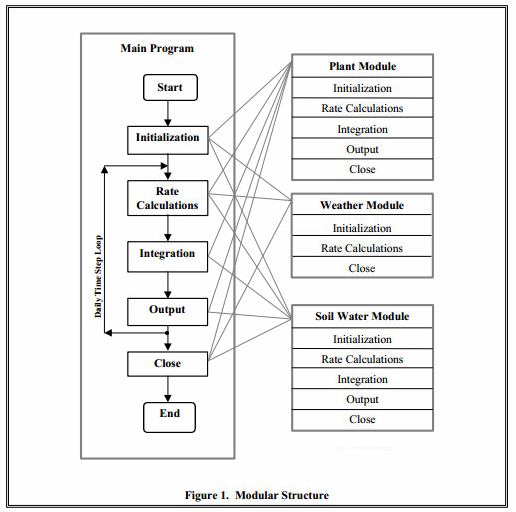 Main Program
Start
Initialization
Rate
Calculations
Integration
Output
Close
End
Daily Time Step Loop
Plant Module
Initialization
Rate Calculations
Integration
Output
Close
Weather Module
Initialization
Rate Calculations
Close
Soil Water Module
Initialization
Rate Calculations
Integration
Output
Close
Figure 1.  Modular Structure